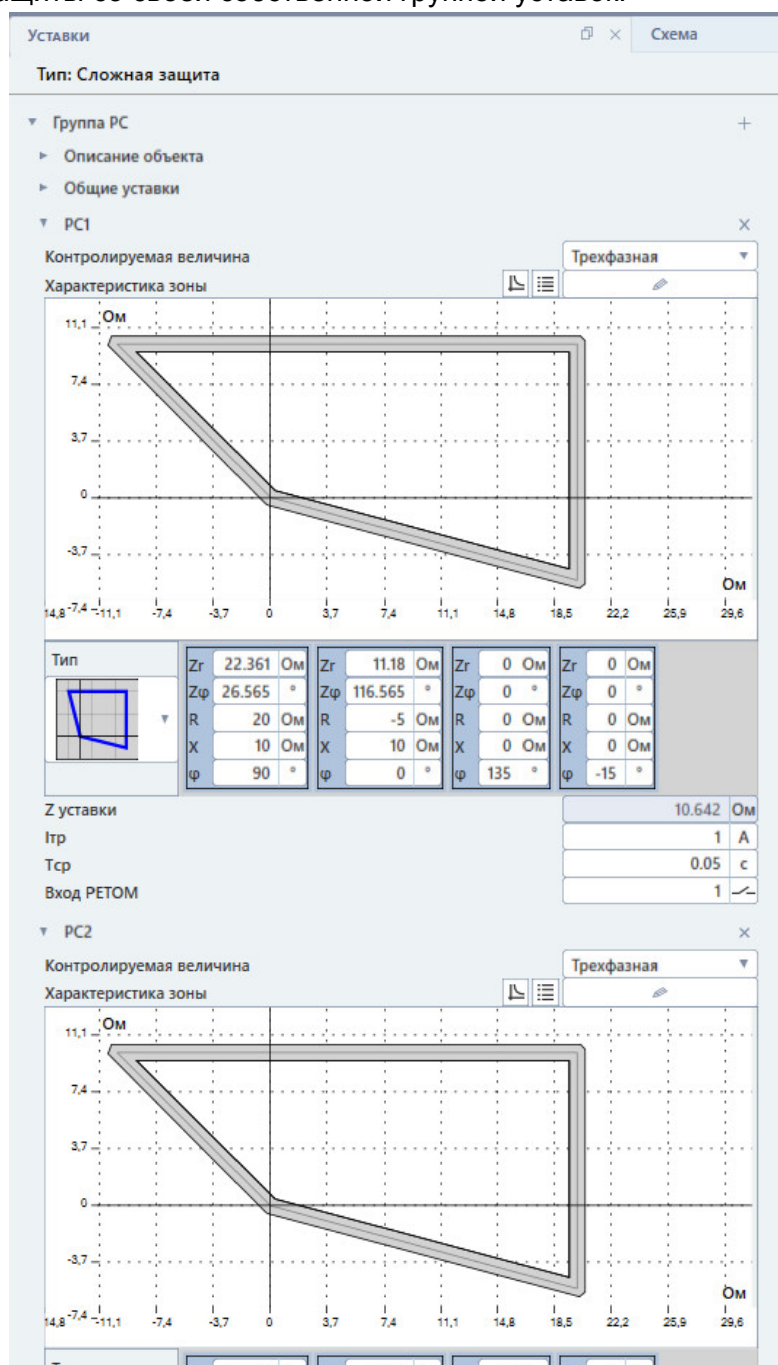 ащиты со своей собственной группой уставок.
Уставки Схема
Тип: Сложная защита
Группа РС
Описание объекта
Общие уставки
РС1
Контролируемая величина Трехфазная
Характеристика зоны
Ом
11,1
7,4
3,7
0
-3,7
Ом
14,8 -7,4 -11,1 -7,4 -3,7 0 3,7 7,4 11,1 14,8 18,5 22,2 25,9 29,6
Тип
Zr 22.361 Ом Zr 11.18 Ом Zr 0 Ом Zr 0 Ом
Zφ 26.565 ° Zφ 116.565 ° Zφ 0 ° Zφ 0 °
R 20 Ом R -5 Ом R 0 Ом R 0 Ом
X 10 Ом X 10 Ом X 0 Ом X 0 Ом
φ 90 ° φ 0 ° φ 135 ° φ -15 °
Z уставки 10.642 Ом
Iтр 1 А
Tср 0.05 с
Вход РЕТОМ 1
РС2
Контролируемая величина Трехфазная
Характеристика зоны
Ом
11,1
7,4
3,7
0
-3,7
Ом
14,8 -7,4 -11,1 -7,4 -3,7 0 3,7 7,4 11,1 14,8 18,5 22,2 25,9 29,6